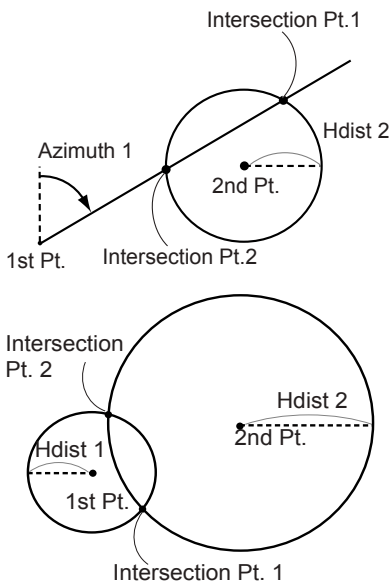 Intersection Pt.1
Hdist 2
Azimuth 1
2nd Pt.
Intersection Pt.2
1st Pt.
Intersection
Pt. 2
Hdist 2
2nd Pt.
Hdist 1
1st Pt.
Intersection Pt. 1